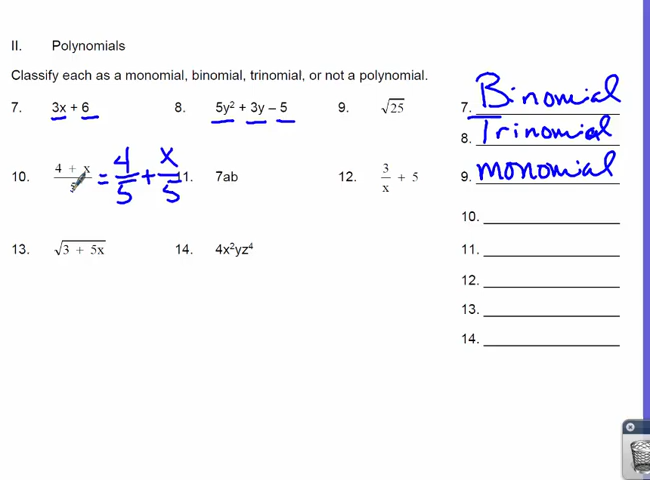 II. Polynomials
Classify each as a monomial, binomial, trinomial, or not a polynomial.
7. 3x + 6 8. 5y² + 3y – 5 9. √25 7. Binomial
8. Trinomial
10. 4 + x / 5 = 4/5 + x/5 11. 7ab 12. 3/x + 5 9. monomial
10.
13. √3 + 5x 14. 4x²yz⁴ 11.
12.
13.
14.